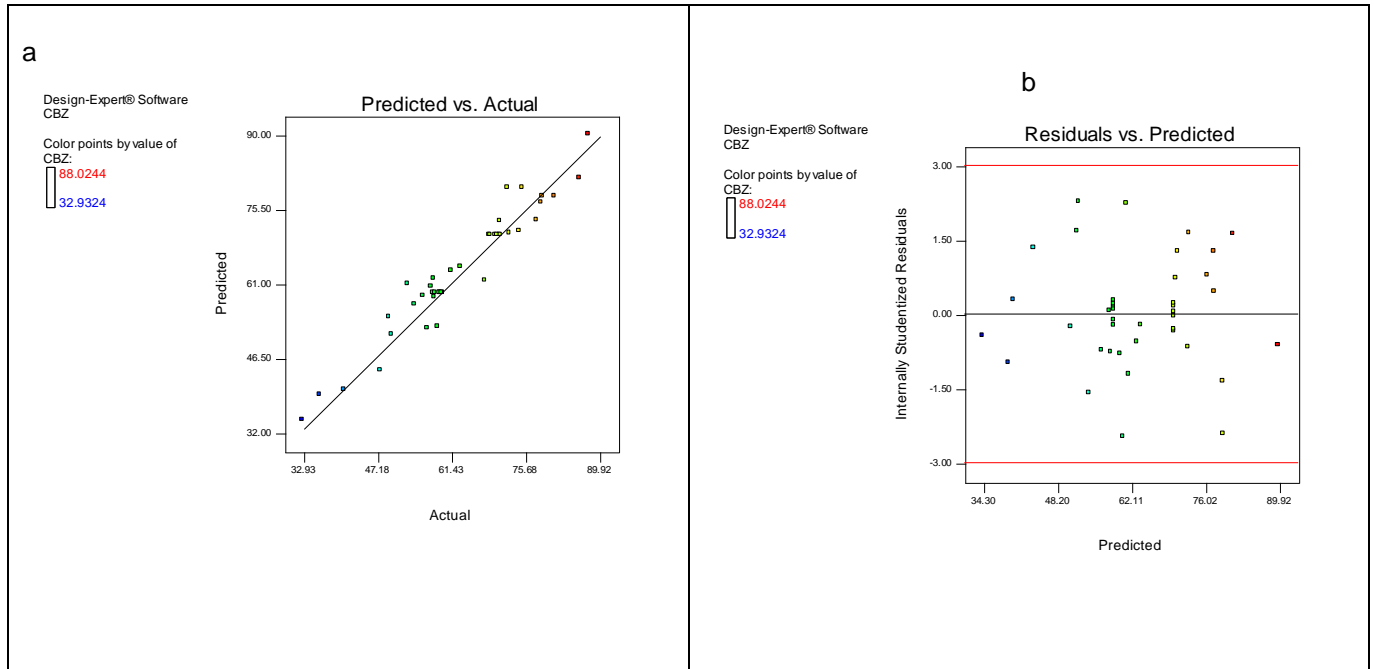 a
Design-Expert® Software
CBZ
Color points by value of
CBZ:
88.0244
32.9324
Predicted vs. Actual
90.00
75.50
61.00
46.50
32.00
Predicted
32.93 47.18 61.43 75.68 89.92
Actual
b
Design-Expert® Software
CBZ
Color points by value of
CBZ:
88.0244
32.9324
Residuals vs. Predicted
3.00
1.50
0.00
-1.50
-3.00
Internally Studentized Residuals
34.30 48.20 62.11 76.02 89.92
Predicted